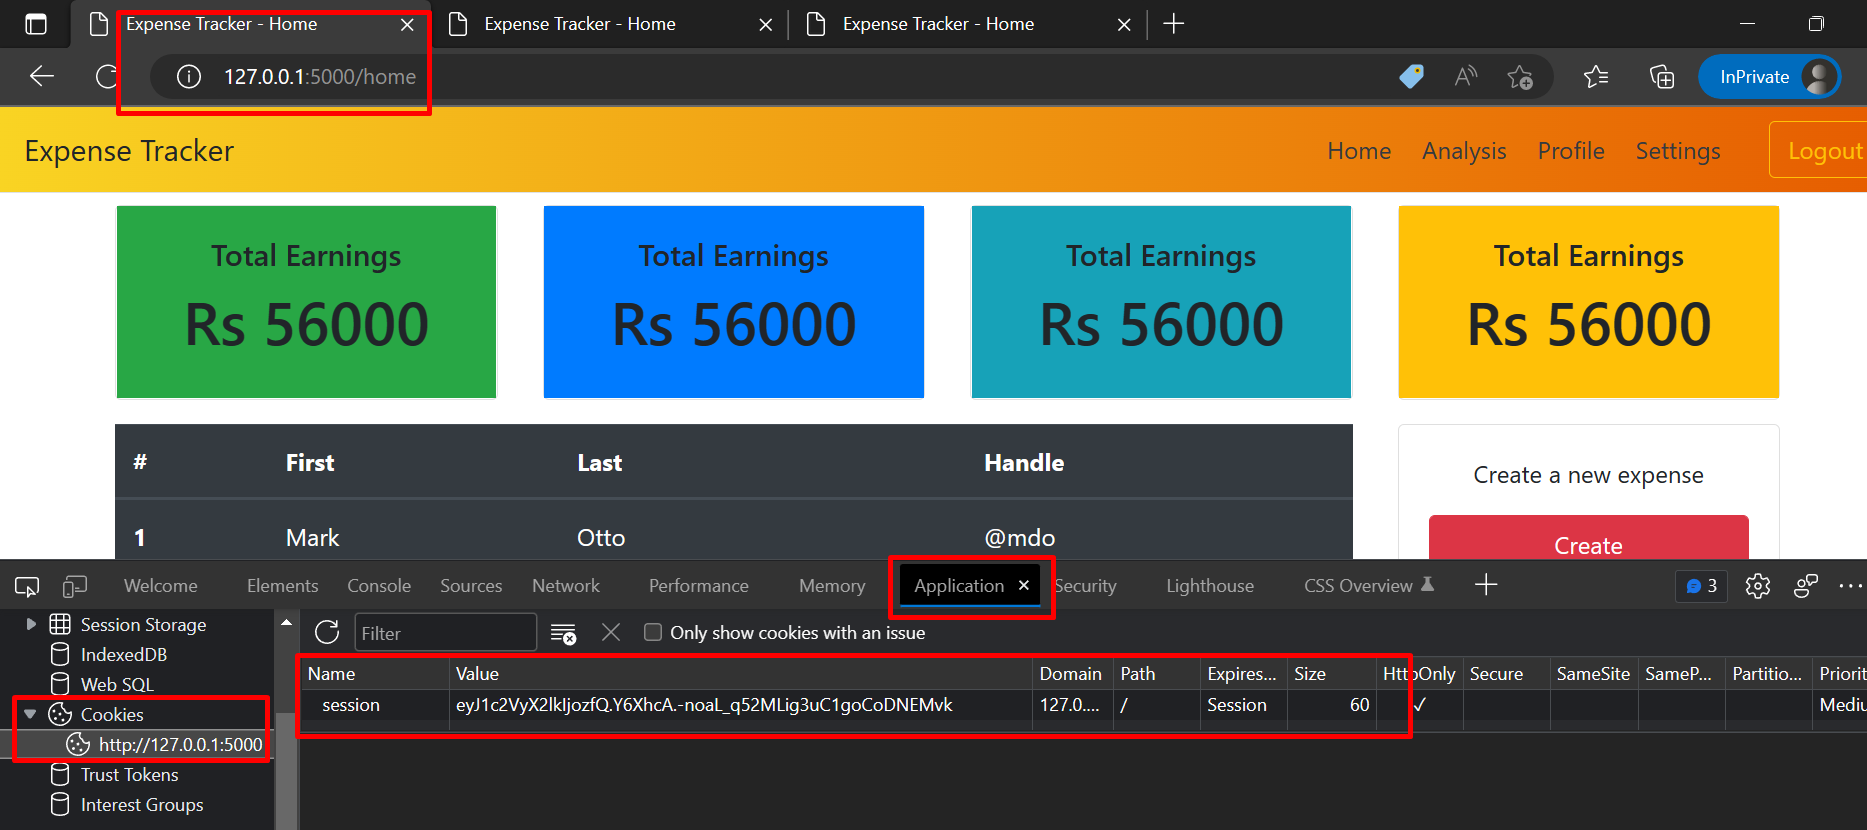 Expense Tracker - Home
Expense Tracker - Home
Expense Tracker - Home
127.0.0.1:5000/home
InPrivate
Expense Tracker
Home Analysis Profile Settings Logout
Total Earnings Total Earnings Total Earnings Total Earnings
Rs 56000 Rs 56000 Rs 56000 Rs 56000
# First Last Handle
Create a new expense
1 Mark Otto @mdo
Create
Welcome Elements Console Sources Network Performance Memory Application Security Lighthouse CSS Overview 3
Session Storage
IndexedDB
Web SQL
Cookies
http://127.0.0.1:5000
Trust Tokens
Interest Groups
Filter Only show cookies with an issue
Name Value Domain Path Expires... Size HttpOnly Secure SameSite SameP... Partitio... Priorit
session eyJ1c2VyX2lkIjozfQ.Y6XhcA.-noaL_q52MLig3uC1goCoDNEMvk 127.0.... / Session 60 ✓ Mediu